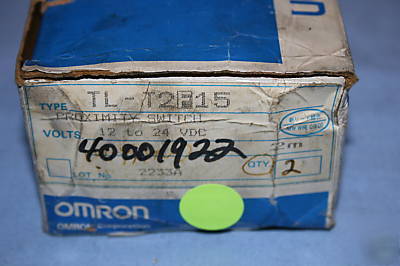 TYPE TL-T2F15
PROXIMITY SWITCH
VOLTS 12 to 24 VDC
40001922
2m
LOT No. 2233A
QTY. 2
OMRON
OMRON Corporation